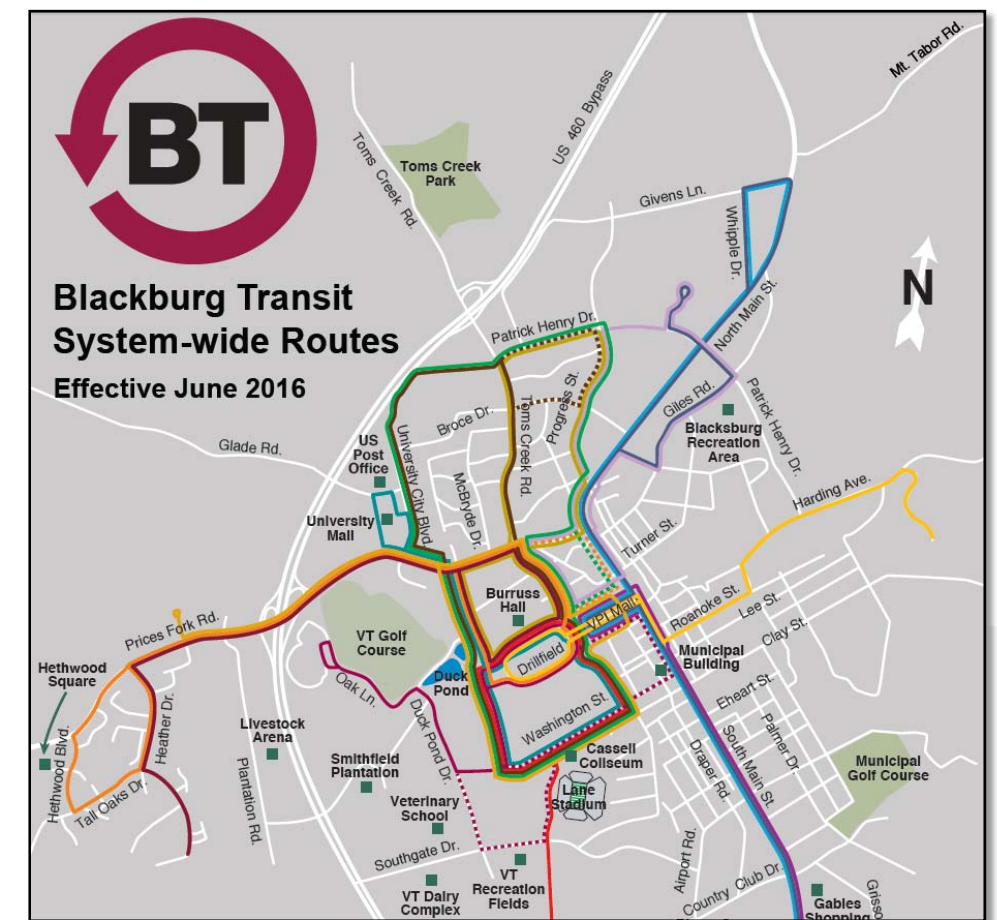 BT
Blackburg Transit
System-wide Routes
Effective June 2016
Mt. Tabor Rd.
US 460 Bypass
Toms Creek Rd.
Toms Creek
Park
Givens Ln.
Whipple Dr.
North Main St.
N
Patrick Henry Dr.
Progress St.
Toms Creek Rd.
Broce Dr.
McBryde Dr.
University City Blvd.
Glade Rd.
US
Post
Office
University
Mall
Giles Rd.
Blacksburg
Recreation
Area
Patrick Henry Dr.
Harding Ave.
Turner St.
Roanoke St.
Lee St.
Clay St.
Burruss
Hall
VPI Mall
Drillfield
Municipal
Building
Prices Fork Rd.
VT Golf
Course
Duck
Pond
Oak Ln.
Duck Pond Dr.
Washington St.
Eheart St.
Palmer Dr.
South Main St.
Draper Rd.
Hethwood
Square
Hethwood Blvd.
Heather Dr.
Tall Oaks Dr.
Livestock
Arena
Plantation Rd.
Smithfield
Plantation
Veterinary
School
Southgate Dr.
VT Dairy
Complex
VT
Recreation
Fields
Cassell
Coliseum
Lane
Stadium
Municipal
Golf Course
Airport Rd.
Country Club Dr.
Gables
Shopping